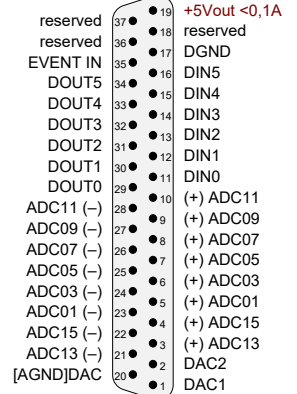 19 +5Vout <0,1A
reserved 37
18 reserved
reserved 36
17 DGND
EVENT IN 35
16 DIN5
DOUT5 34
15 DIN4
DOUT4 33
14 DIN3
DOUT3 32
13 DIN2
DOUT2 31
12 DIN1
DOUT1 30
11 DIN0
DOUT0 29
10 (+) ADC11
ADC11 (–) 28
9 (+) ADC09
ADC09 (–) 27
8 (+) ADC07
ADC07 (–) 26
7 (+) ADC05
ADC05 (–) 25
6 (+) ADC03
ADC03 (–) 24
5 (+) ADC01
ADC01 (–) 23
4 (+) ADC15
ADC15 (–) 22
3 (+) ADC13
ADC13 (–) 21
2 DAC2
[AGND]DAC 20
1 DAC1